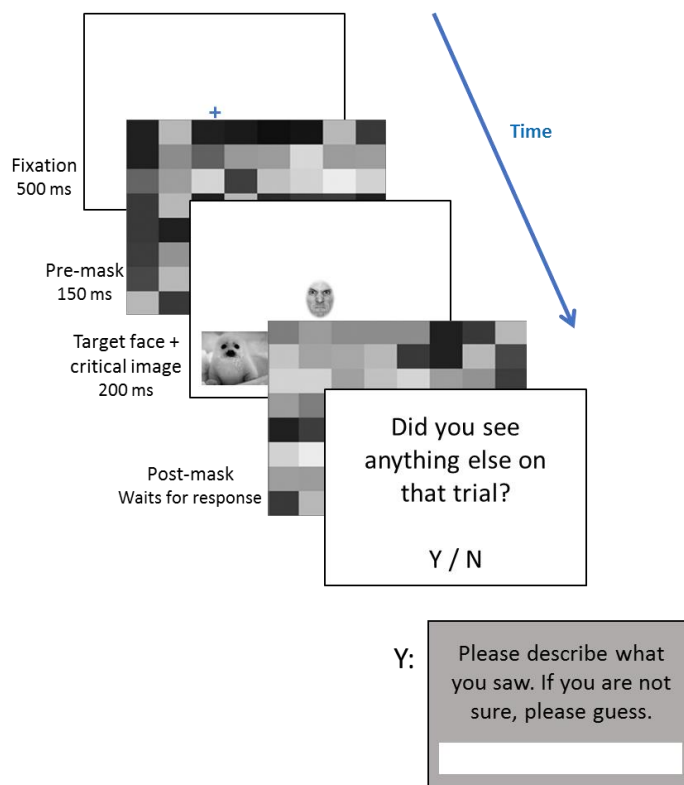 Time
Fixation
500 ms
Pre-mask
150 ms
Target face +
critical image
200 ms
Post-mask
Waits for response
Did you see
anything else on
that trial?
Y / N
Y:
Please describe what
you saw. If you are not
sure, please guess.